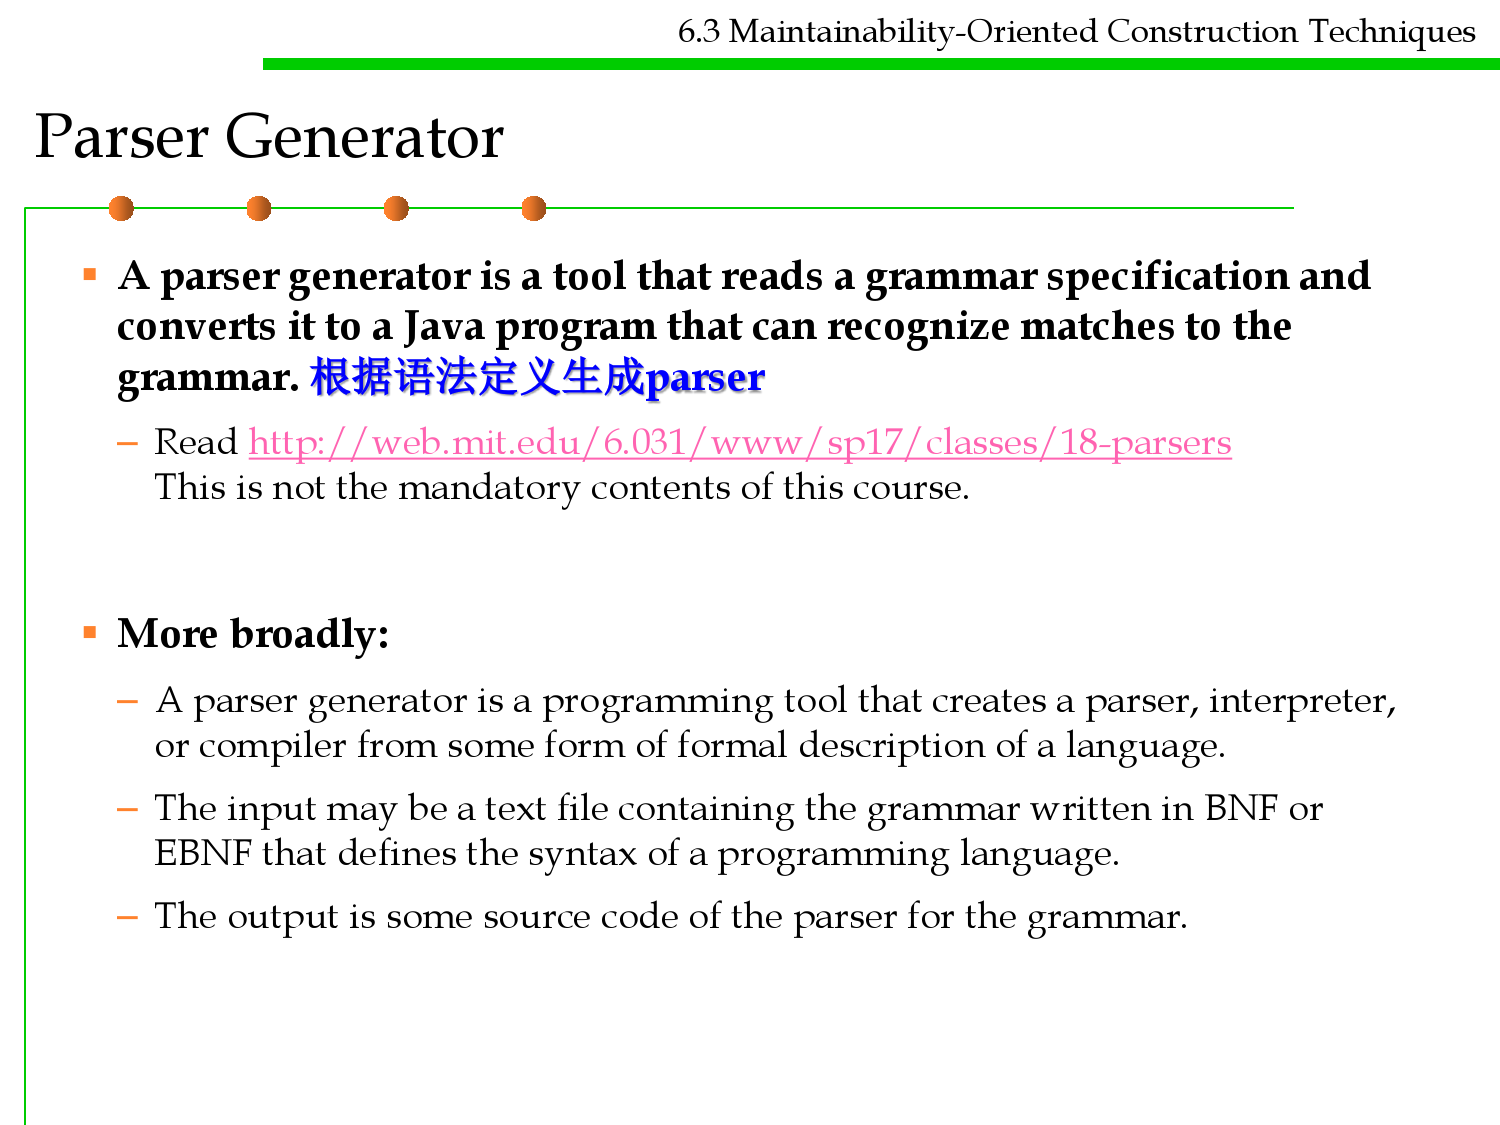 6.3 Maintainability-Oriented Construction Techniques
Parser Generator
▪ A parser generator is a tool that reads a grammar specification and
converts it to a Java program that can recognize matches to the
grammar. 根据语法定义生成parser
– Read http://web.mit.edu/6.031/www/sp17/classes/18-parsers
This is not the mandatory contents of this course.
▪ More broadly:
– A parser generator is a programming tool that creates a parser, interpreter,
or compiler from some form of formal description of a language.
– The input may be a text file containing the grammar written in BNF or
EBNF that defines the syntax of a programming language.
– The output is some source code of the parser for the grammar.